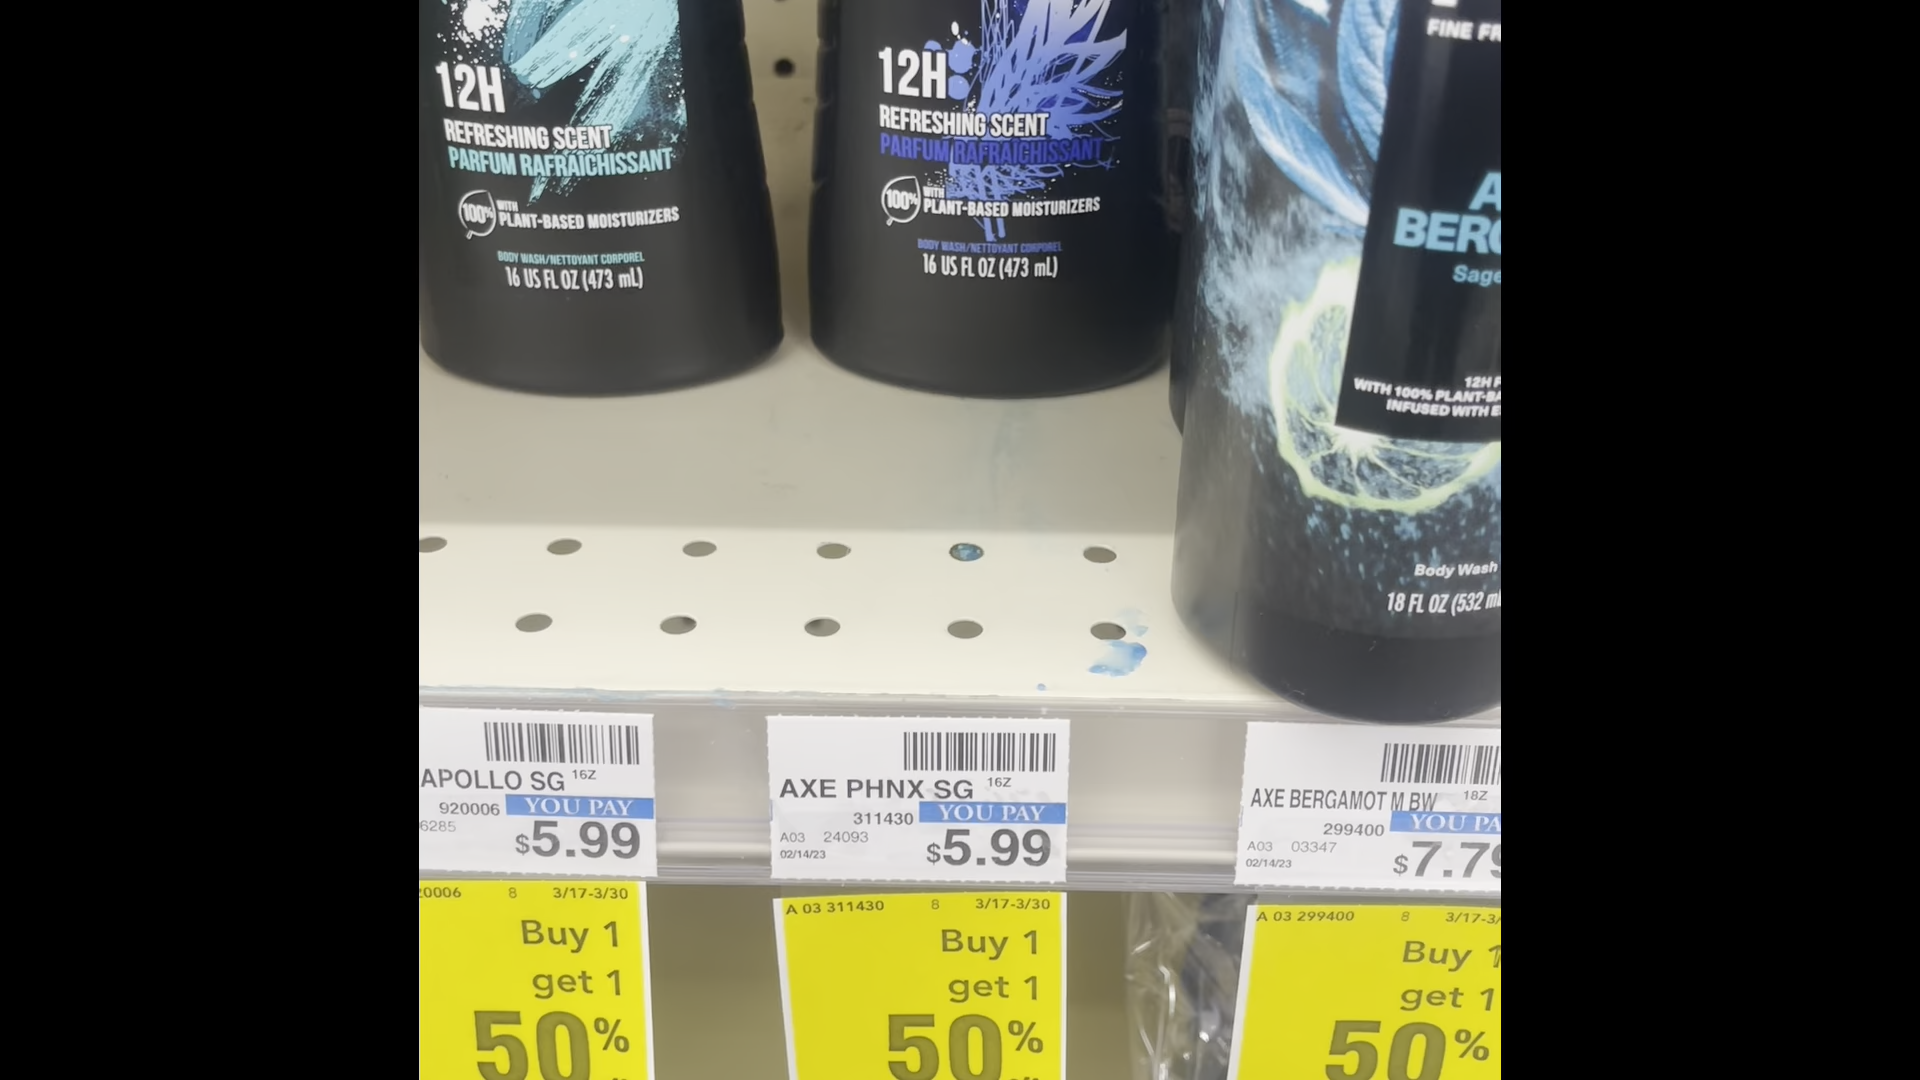 12H
REFRESHING SCENT
PARFUM RAFRAÎCHISSANT
100% WITH
PLANT-BASED MOISTURIZERS
BODY WASH/NETTOYANT CORPOREL
16 US FL OZ (473 mL)
12H
REFRESHING SCENT
PARFUM RAFRAÎCHISSANT
100% WITH
PLANT-BASED MOISTURIZERS
BODY WASH/NETTOYANT CORPOREL
16 US FL OZ (473 mL)
FINE FR
A
BERG
Sage
12H F
WITH 100% PLANT-BA
INFUSED WITH E
Body Wash
18 FL OZ (532 mL
APOLLO SG 16Z
920006 YOU PAY
6285
$5.99
AXE PHNX SG 16Z
311430 YOU PAY
A03 24093
02/14/23
$5.99
AXE BERGAMOT M BW 18Z
299400 YOU PA
A03 03347
02/14/23
$7.79
20006 8 3/17-3/30
Buy 1
get 1
50%
A 03 311430 8 3/17-3/30
Buy 1
get 1
50%
A 03 299400 8 3/17-3/
Buy 1
get 1
50%